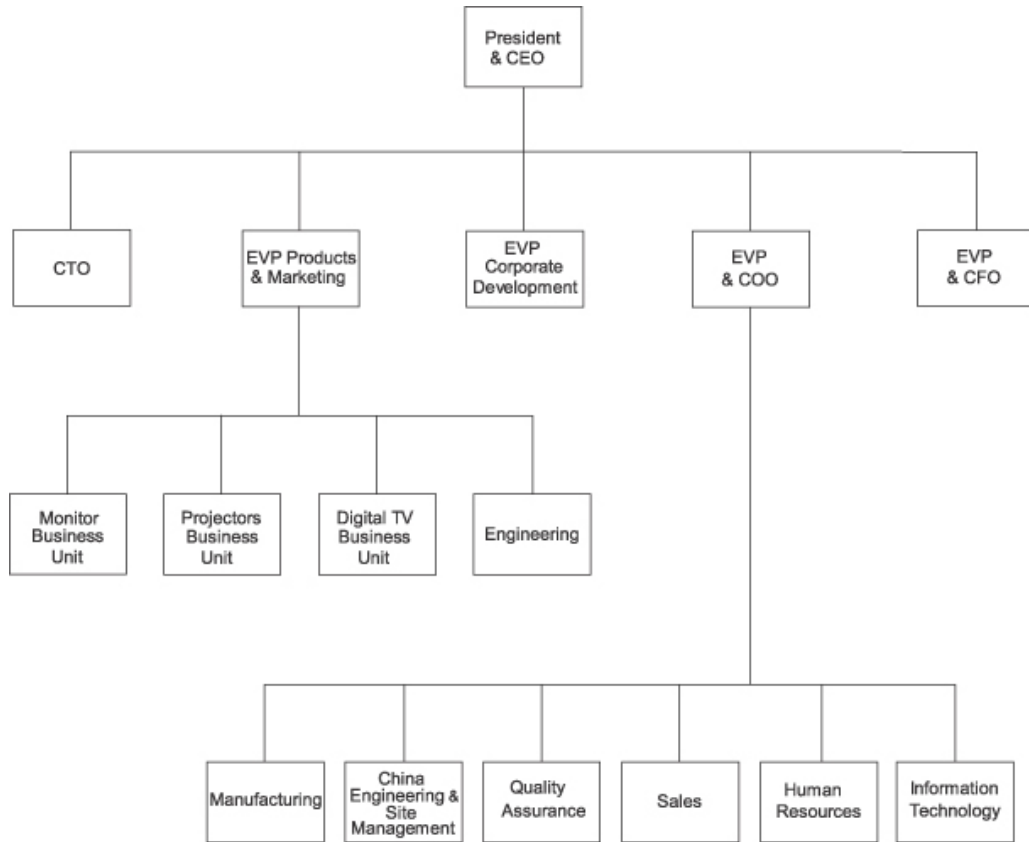 President
& CEO
CTO
EVP Products
& Marketing
EVP
Corporate
Development
EVP
& COO
EVP
& CFO
Monitor
Business
Unit
Projectors
Business
Unit
Digital TV
Business
Unit
Engineering
Manufacturing
China
Engineering &
Site
Management
Quality
Assurance
Sales
Human
Resources
Information
Technology